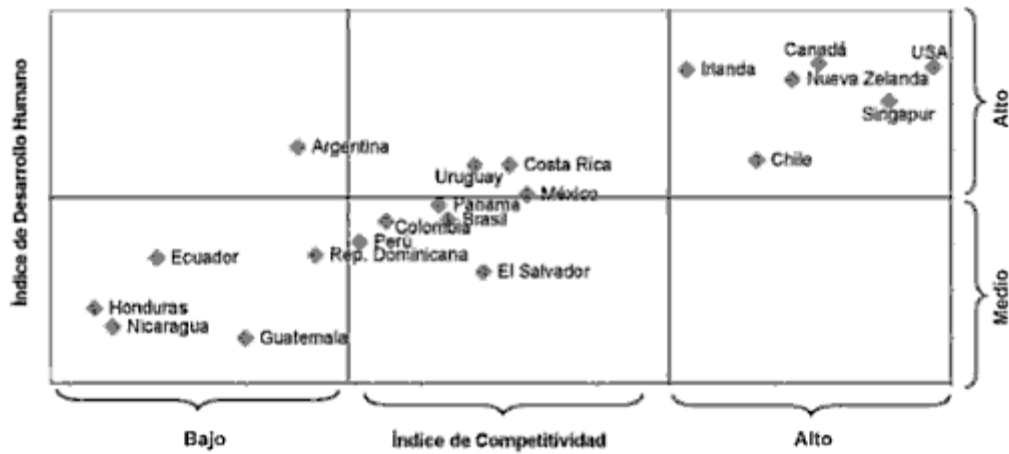 Índice de Desarrollo Humano
Canadá
USA
Irlanda
Nueva Zelanda
Singapur
Alto
Argentina
Uruguay
Costa Rica
Chile
México
Panamá
Brasil
Colombia
Perú
Ecuador
Rep. Dominicana
El Salvador
Medio
Honduras
Nicaragua
Guatemala
Bajo
Índice de Competitividad
Alto